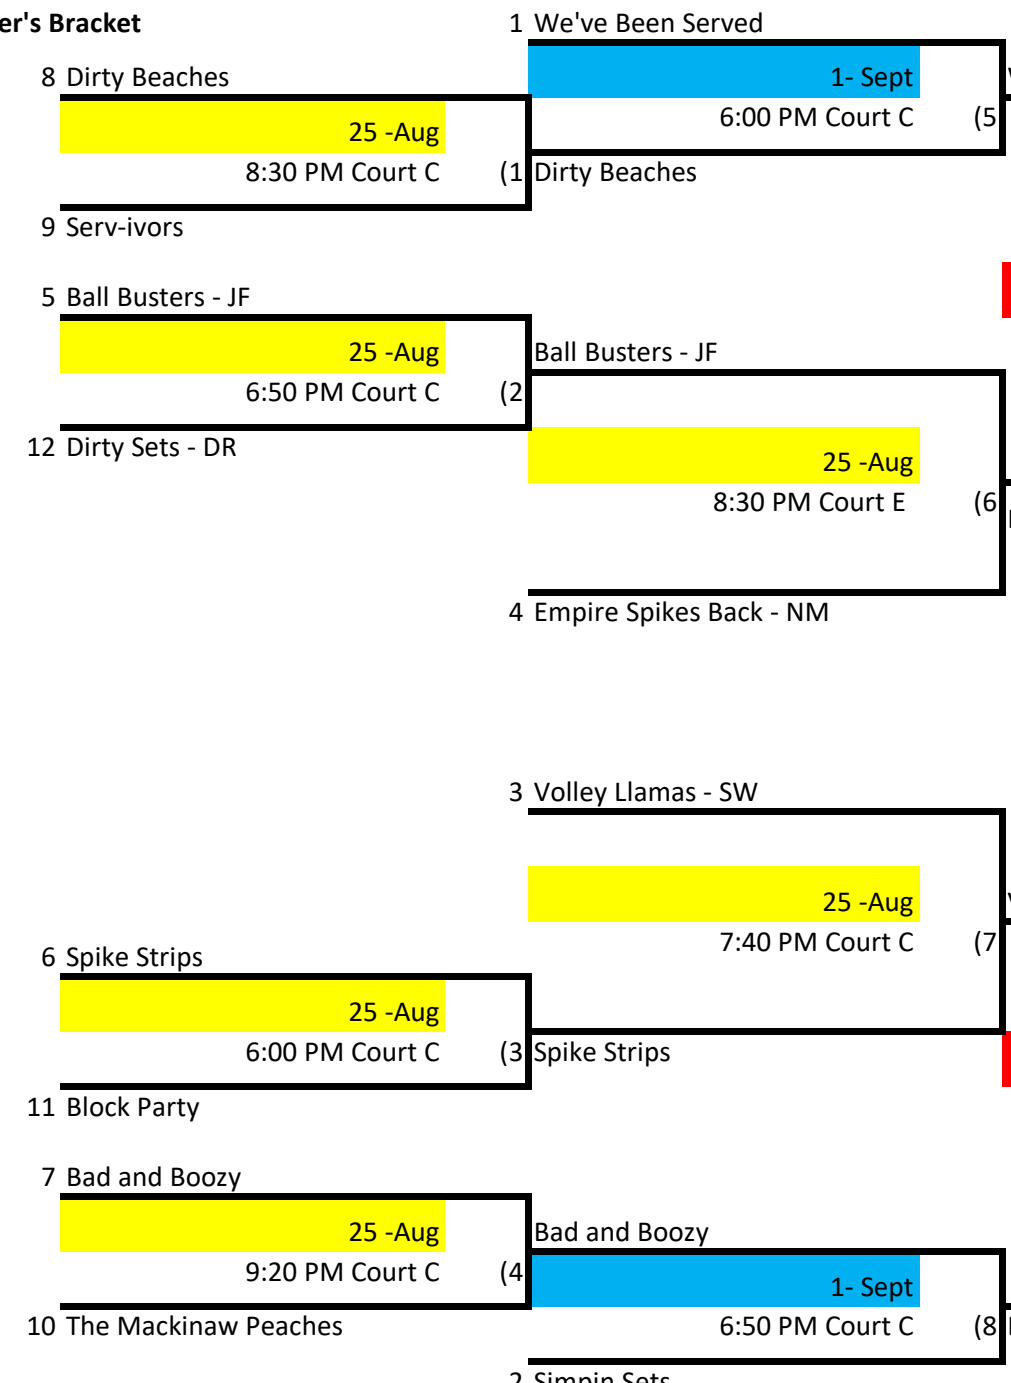 er's Bracket
1 We've Been Served
8 Dirty Beaches
1- Sept
25 -Aug
6:00 PM Court C (5
8:30 PM Court C (1
Dirty Beaches
9 Serv-ivors
5 Ball Busters - JF
25 -Aug
Ball Busters - JF
6:50 PM Court C (2
12 Dirty Sets - DR
25 -Aug
8:30 PM Court E (6
4 Empire Spikes Back - NM
3 Volley Llamas - SW
25 -Aug
7:40 PM Court C (7
6 Spike Strips
25 -Aug
6:00 PM Court C (3
Spike Strips
11 Block Party
7 Bad and Boozy
25 -Aug
Bad and Boozy
9:20 PM Court C (4
1- Sept
10 The Mackinaw Peaches
6:50 PM Court C (8
2 Simpin Sets